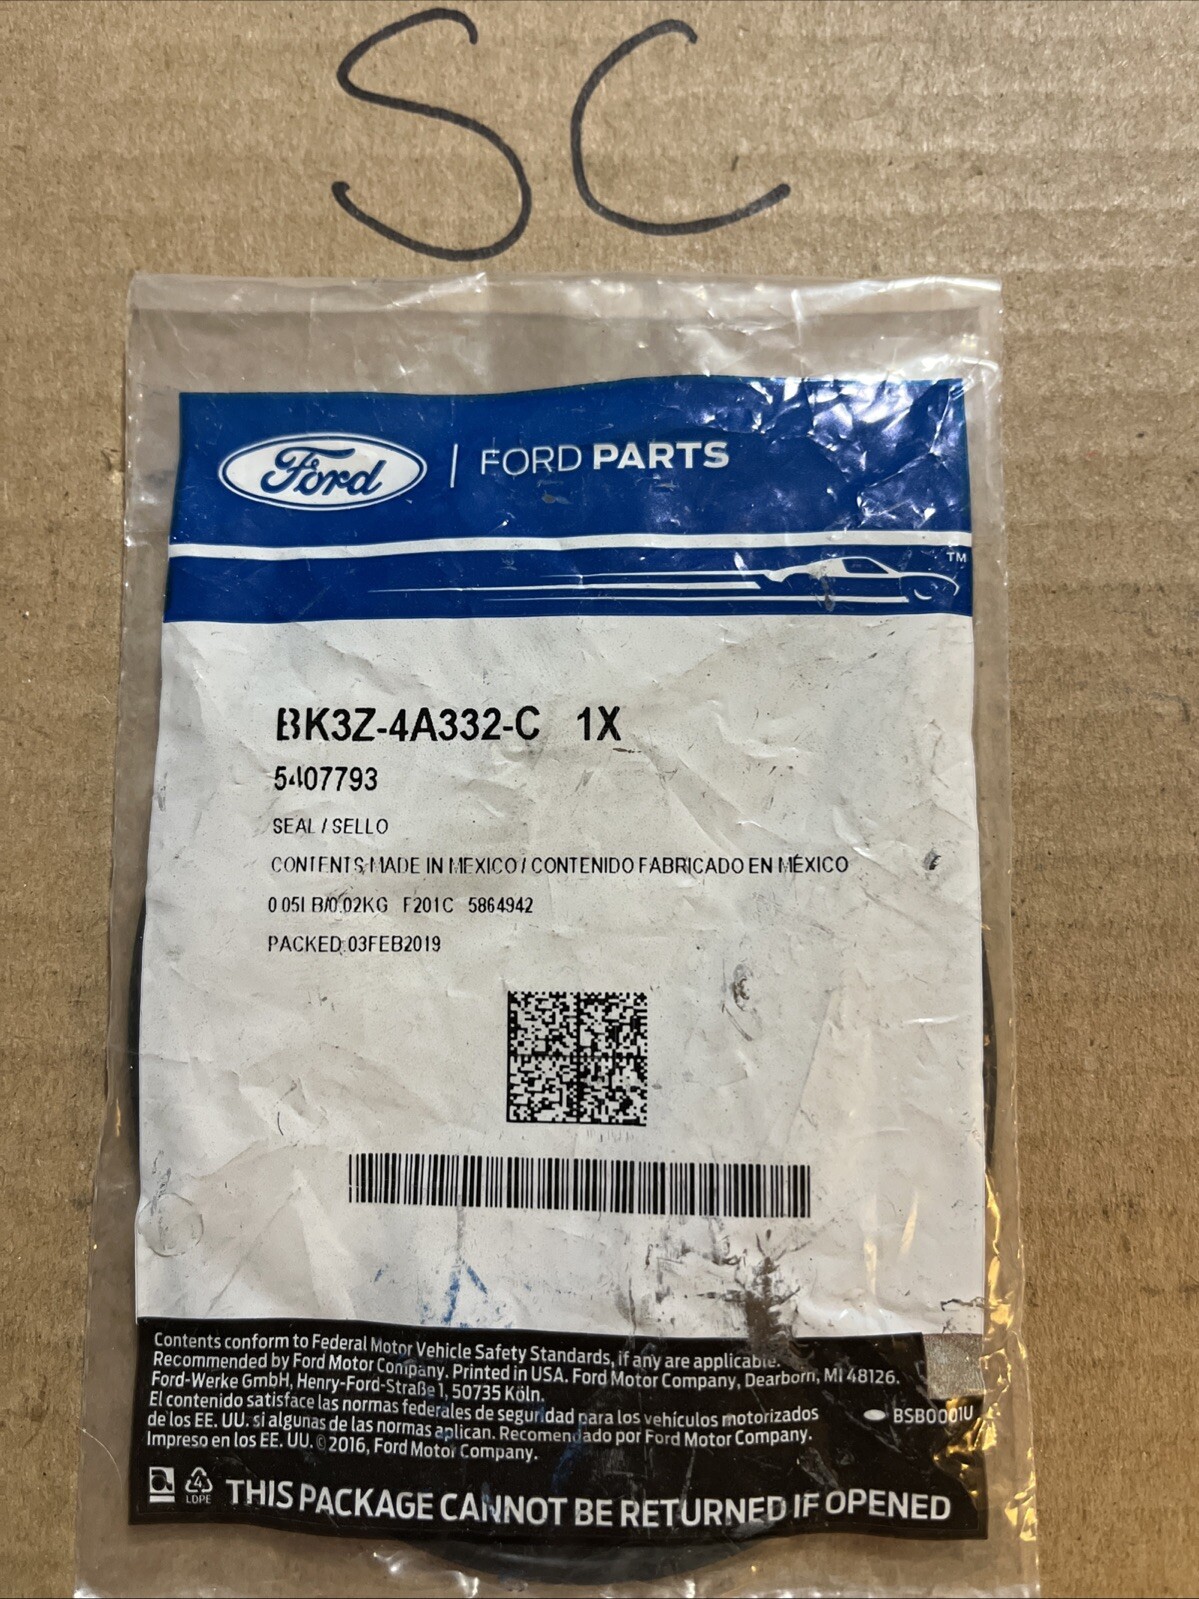 SC
Ford | FORD PARTS
TM
BK3Z-4A332-C 1X
5407793
SEAL / SELLO
CONTENTS MADE IN MEXICO / CONTENIDO FABRICADO EN MÉXICO
0.05LB/0.02KG F201C 5864942
PACKED 03FEB2019
Contents conform to Federal Motor Vehicle Safety Standards, if any are applicable.
Recommended by Ford Motor Company. Printed in USA. Ford Motor Company, Dearborn, MI 48126.
Ford-Werke GmbH, Henry-Ford-Straße 1, 50735 Köln.
El contenido satisface las normas federales de seguridad para los vehículos motorizados
de los EE. UU. si algunas de las normas aplican. Recomendado por Ford Motor Company.
Impreso en los EE. UU. ©2016, Ford Motor Company.
BSB0001U
4
LDPE
THIS PACKAGE CANNOT BE RETURNED IF OPENED